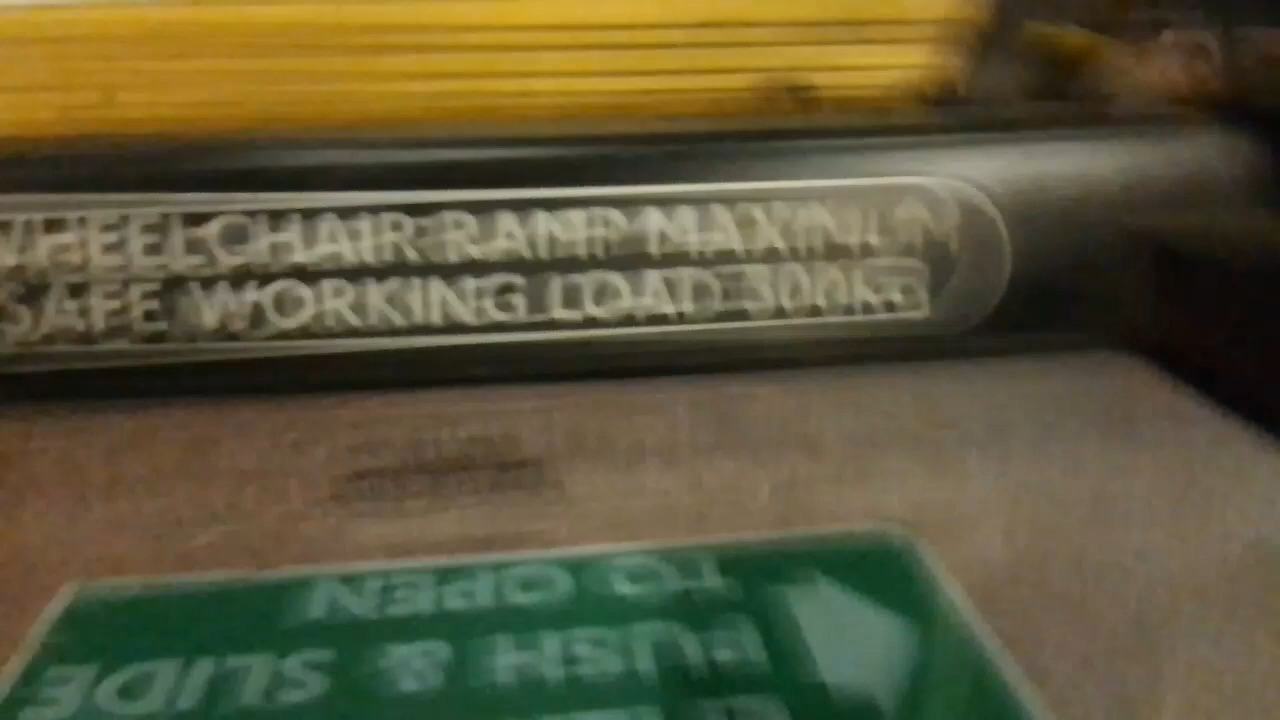 WHEELCHAIR RAMP MAXIMUM
SAFE WORKING LOAD 300KG
PUSH & SLIDE
TO OPEN